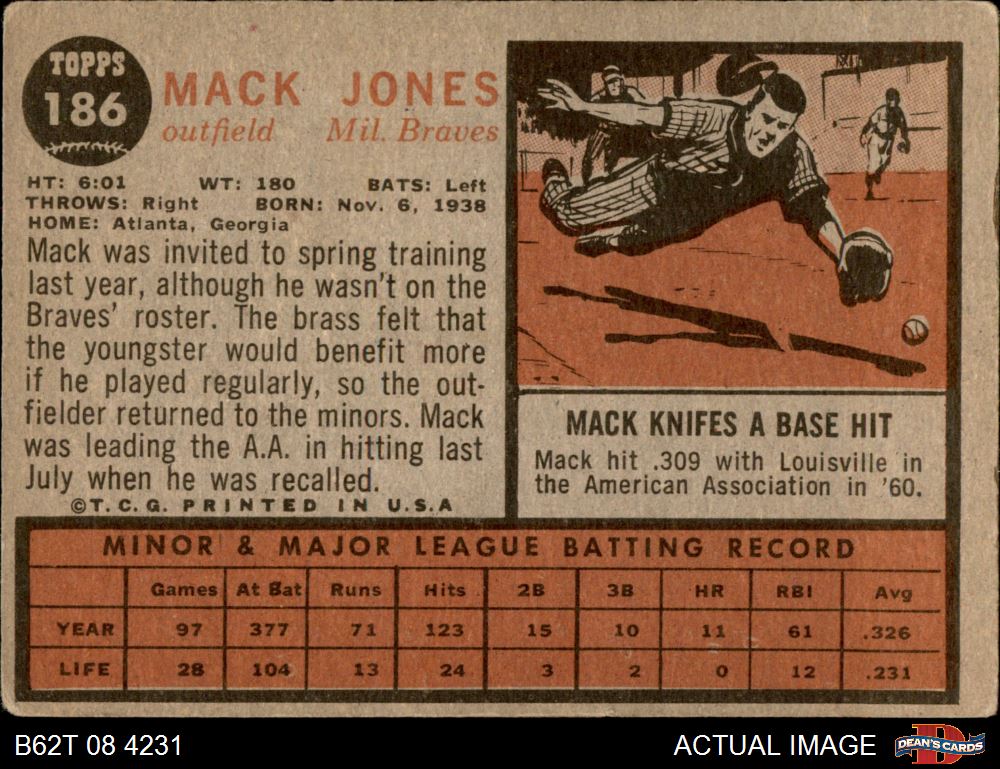 TOPPS
186
MACK JONES
outfield Mil. Braves
HT: 6:01 WT: 180 BATS: Left
THROWS: Right BORN: Nov. 6, 1938
HOME: Atlanta, Georgia
Mack was invited to spring training
last year, although he wasn't on the
Braves' roster. The brass felt that
the youngster would benefit more
if he played regularly, so the out-
fielder returned to the minors. Mack
was leading the A.A. in hitting last
July when he was recalled.
©T.C.G. PRINTED IN U.S.A
MACK KNIFES A BASE HIT
Mack hit .309 with Louisville in
the American Association in '60.
MINOR & MAJOR LEAGUE BATTING RECORD
Games At Bat Runs Hits 2B 3B HR RBI Avg
YEAR 97 377 71 123 15 10 11 61 .326
LIFE 28 104 13 24 3 2 0 12 .231
B62T 08 4231 ACTUAL IMAGE
D
DEAN'S CARDS